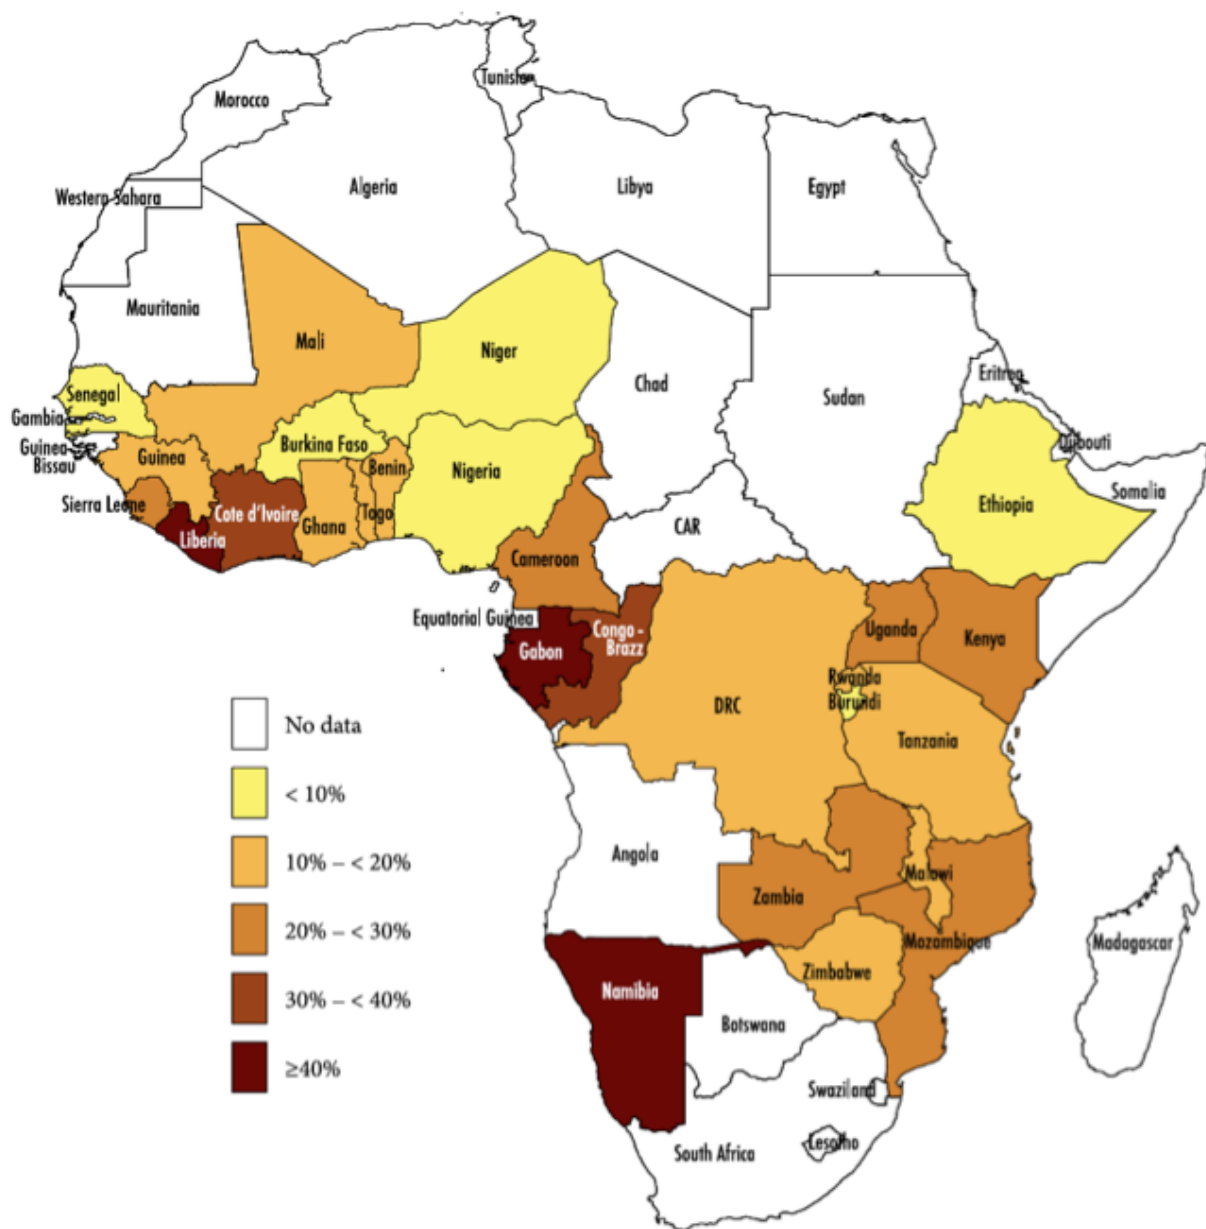 Tunisia
Morocco
Algeria
Libya
Egypt
Western Sahara
Mauritania
Mali
Niger
Chad
Sudan
Eritrea
Senegal
Gambia
Guinea
Bissau
Guinea
Burkina Faso
Benin
Nigeria
Djibouti
Somalia
Ethiopia
Sierra Leone
Liberia
Cote d'Ivoire
Ghana
Togo
CAR
Cameroon
Equatorial Guinea
Gabon
Congo -
Brazz
Uganda
Kenya
Rwanda
Burundi
DRC
Tanzania
Angola
Zambia
Malawi
Mozambique
Madagascar
Zimbabwe
Namibia
Botswana
Swaziland
Lesotho
South Africa
No data
< 10%
10% – < 20%
20% – < 30%
30% – < 40%
≥40%